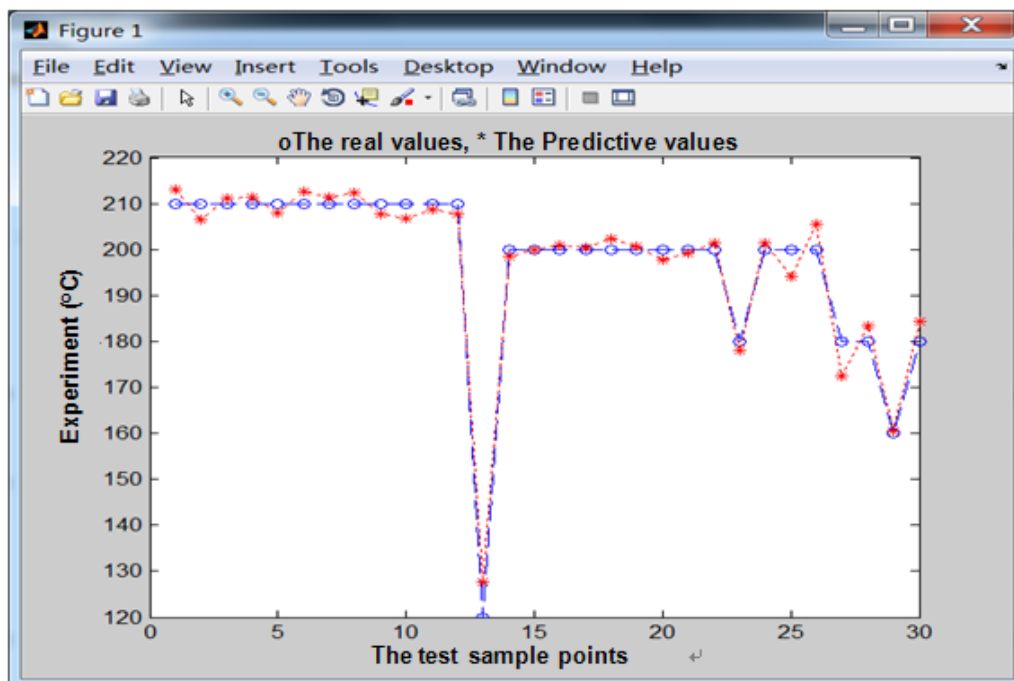 Figure 1
File Edit View Insert Tools Desktop Window Help
oThe real values, * The Predictive values
220
210
200
190
180
170
160
150
140
130
120
Experiment (°C)
0 5 10 15 20 25 30
The test sample points ↵